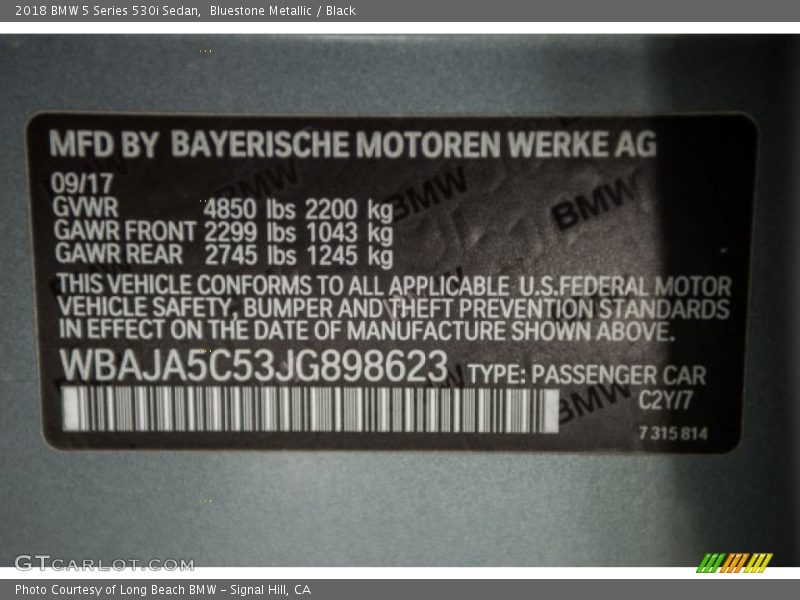 2018 BMW 5 Series 530i Sedan,  Bluestone Metallic / Black
MFD BY BAYERISCHE MOTOREN WERKE AG
09/17
GVWR 4850 lbs 2200 kg
GAWR FRONT 2299 lbs 1043 kg
GAWR REAR 2745 lbs 1245 kg
THIS VEHICLE CONFORMS TO ALL APPLICABLE U.S.FEDERAL MOTOR
VEHICLE SAFETY, BUMPER AND THEFT PREVENTION STANDARDS
IN EFFECT ON THE DATE OF MANUFACTURE SHOWN ABOVE.
WBAJA5C53JG898623 TYPE: PASSENGER CAR
C2Y/7
7 315 814
BMW
BMW
BMW
BMW
GTCARLOT.COM
Photo Courtesy of Long Beach BMW - Signal Hill, CA